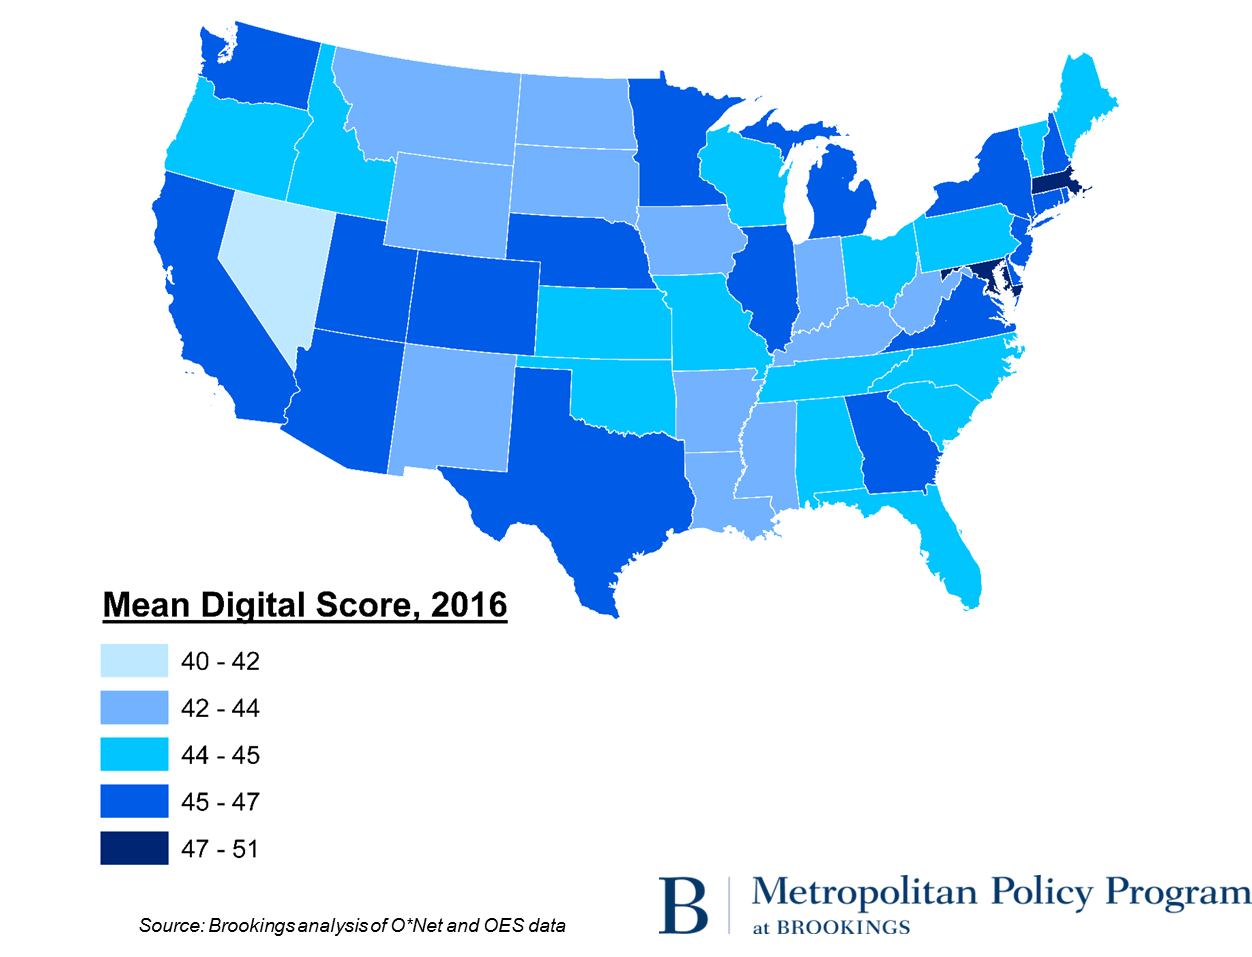 Mean Digital Score, 2016
40 - 42
42 - 44
44 - 45
45 - 47
47 - 51
Source: Brookings analysis of O*Net and OES data
B
Metropolitan Policy Program
at BROOKINGS